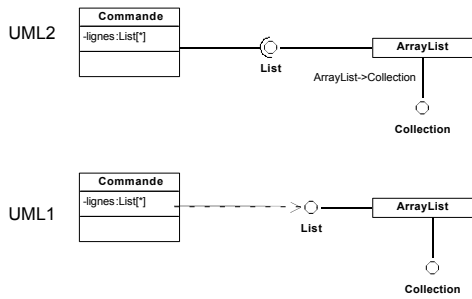 UML2
Commande
-lignes:List[*]
List
ArrayList
ArrayList->Collection
Collection
UML1
Commande
-lignes:List[*]
List
ArrayList
Collection